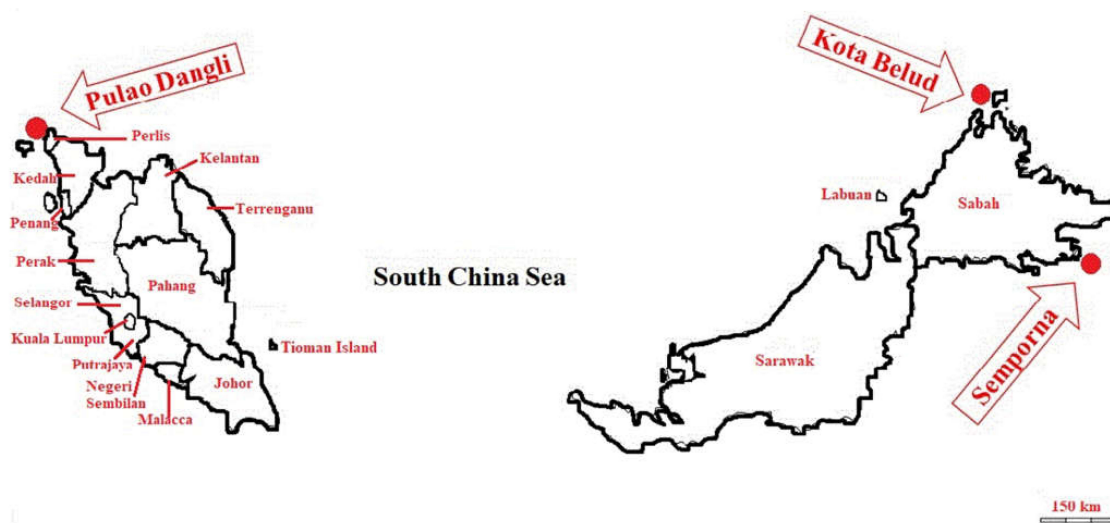 Pulao Dangli
Perlis
Kelantan
Kedah
Terrenganu
Penang
Perak
Pahang
Selangor
Kuala Lumpur
Putrajaya
Negeri
Sembilan
Malacca
Johor
Tioman Island
South China Sea
Kota Belud
Labuan
Sabah
Semporna
Sarawak
150 km